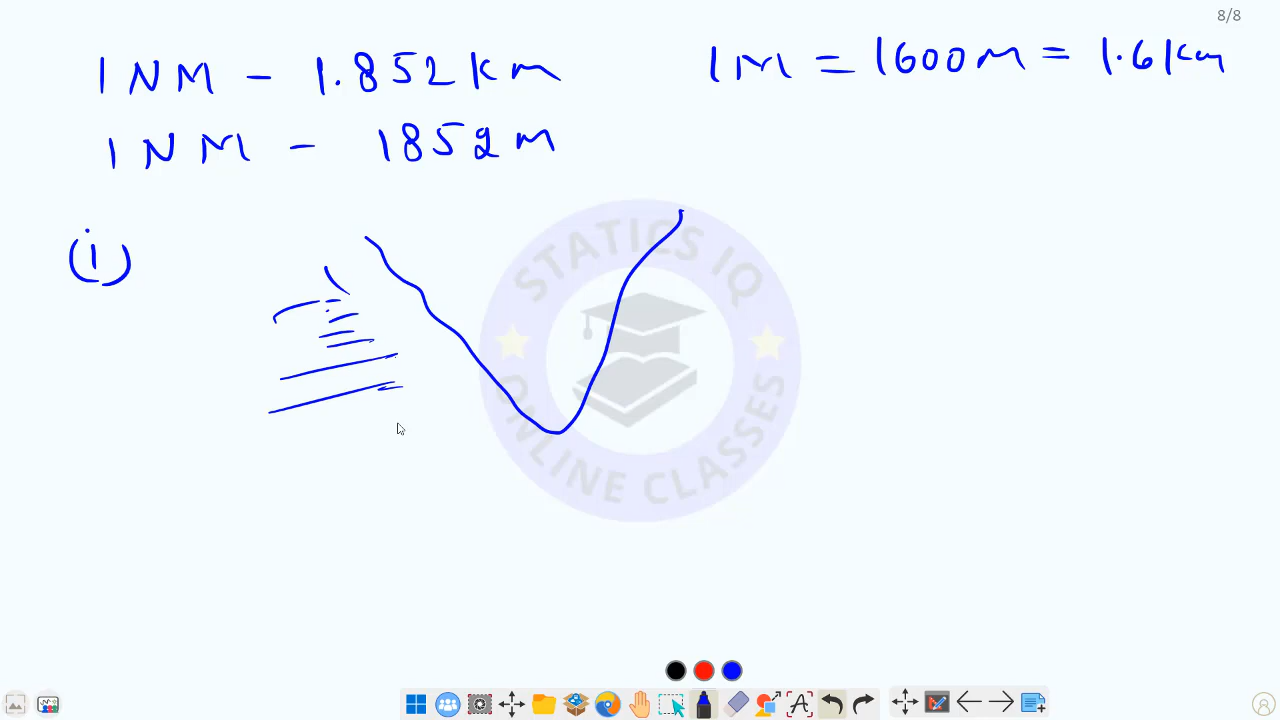 8/8
1 NM - 1.852 km
1 M = 1600 M = 1.6 km
1 NM - 1852 m
(i)
STATICS IQ
ONLINE CLASSES